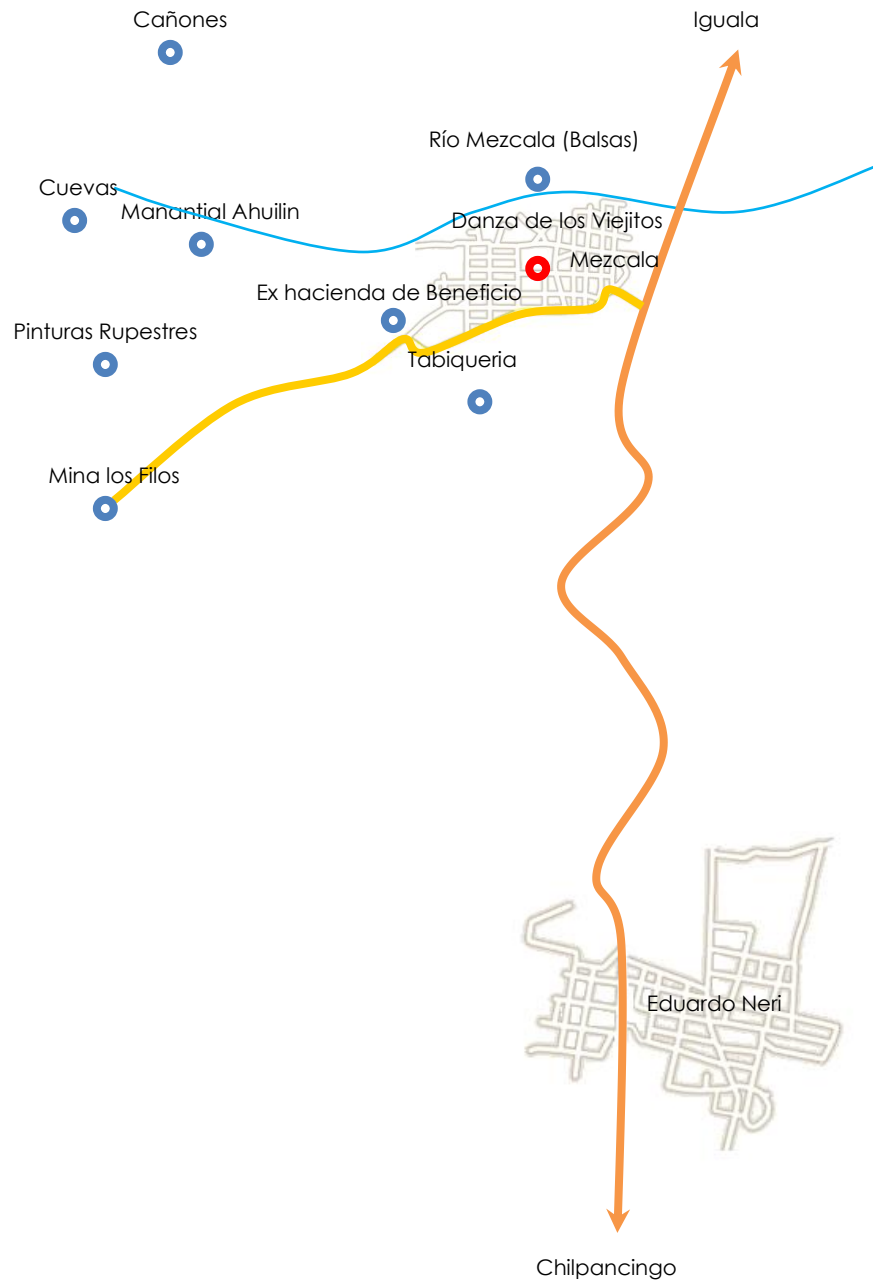 Cañones
Iguala
Río Mezcala (Balsas)
Cuevas
Manantial Ahuilin
Danza de los Viejitos
Mezcala
Ex hacienda de Beneficio
Pinturas Rupestres
Tabiqueria
Mina los Filos
Eduardo Neri
Chilpancingo